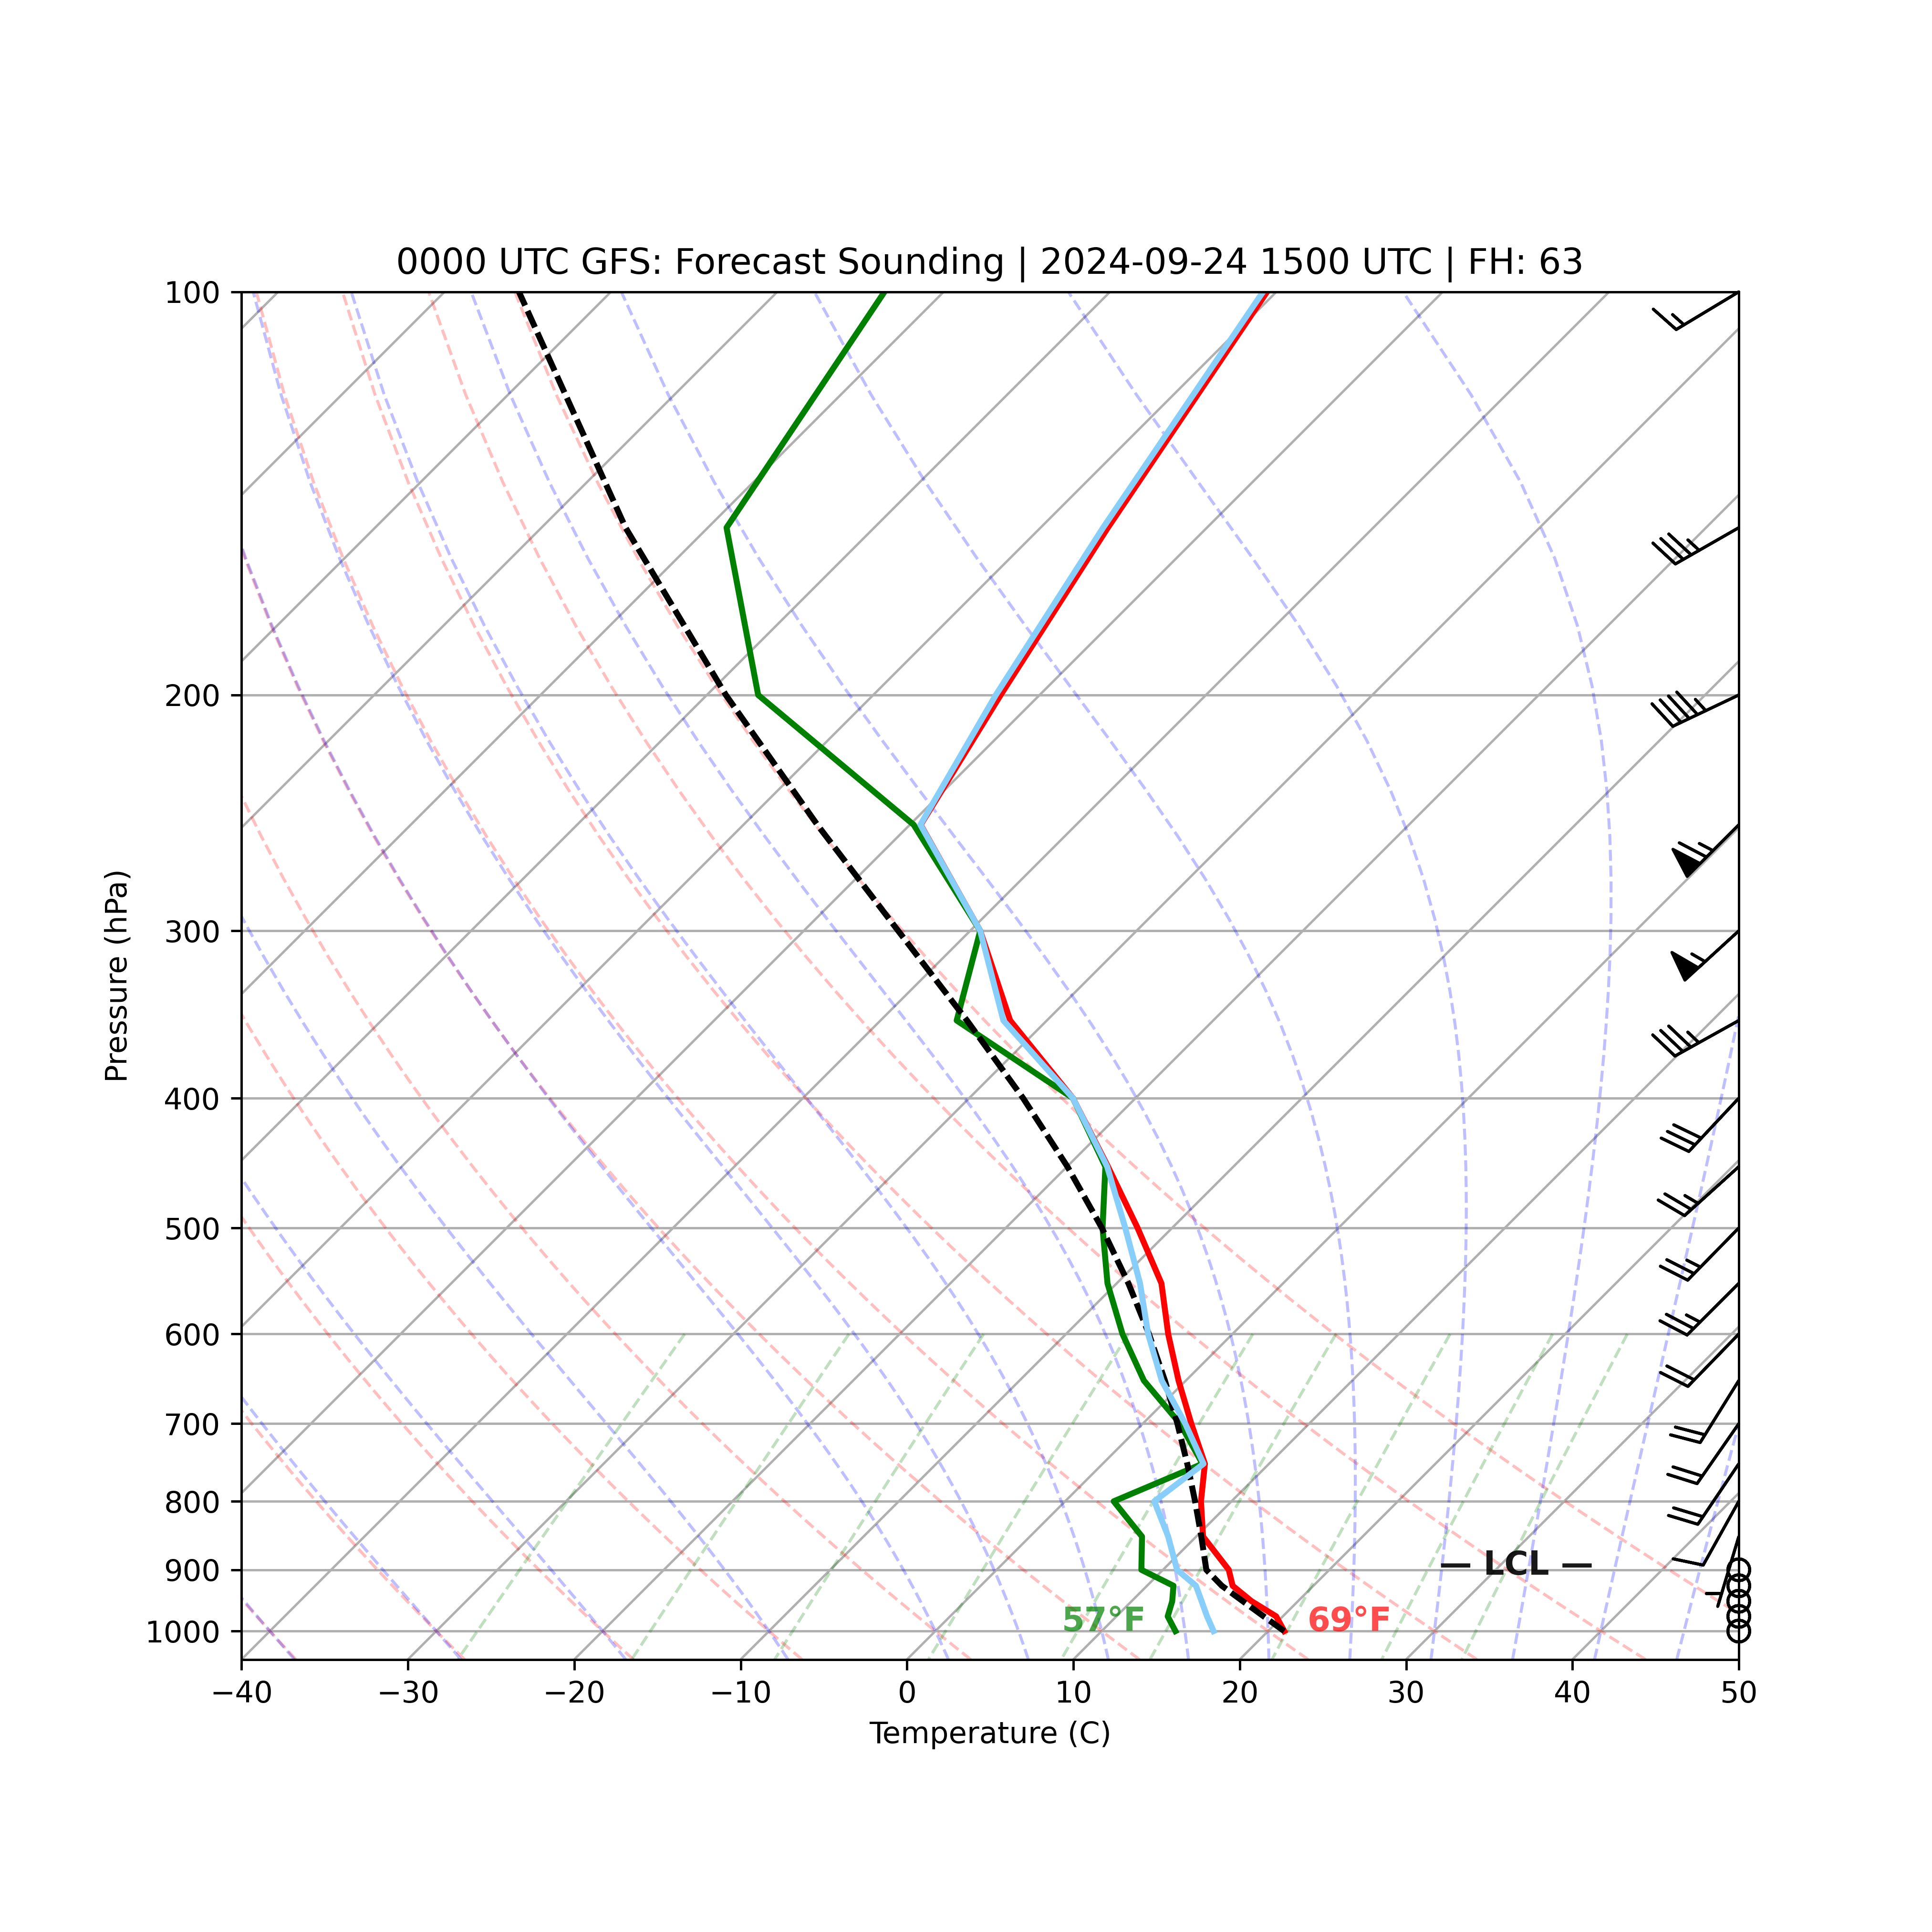 0000 UTC GFS: Forecast Sounding | 2024-09-24 1500 UTC | FH: 63
100
200
300
400
500
600
700
800
900
1000
Pressure (hPa)
— LCL —
57°F
69°F
−40 −30 −20 −10 0 10 20 30 40 50
Temperature (C)